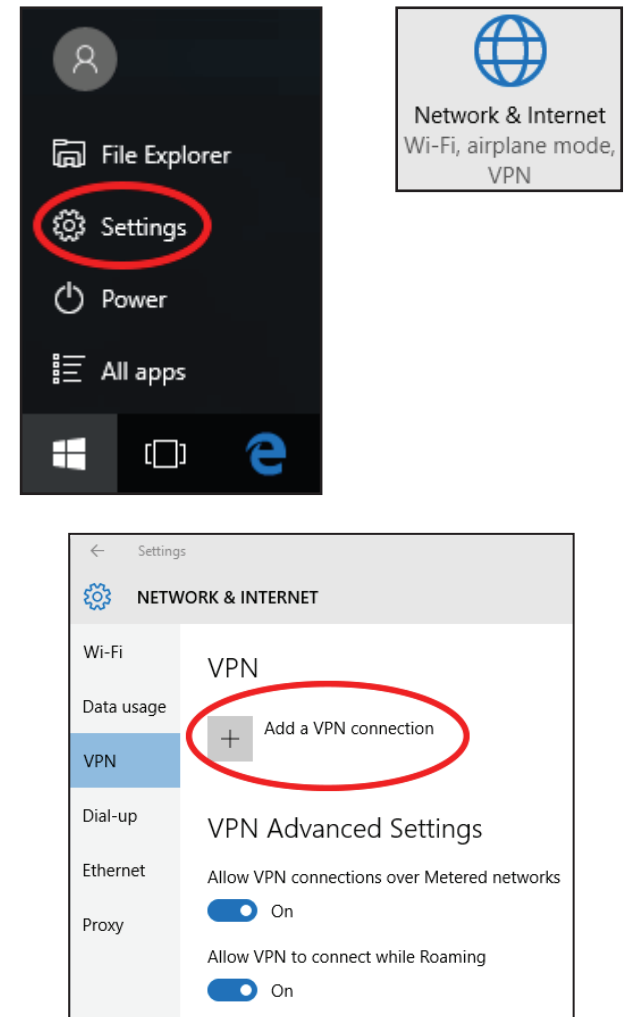 File Explorer
Settings
Power
All apps
Network & Internet
Wi-Fi, airplane mode,
VPN
Settings
NETWORK & INTERNET
Wi-Fi
Data usage
VPN
Dial-up
Ethernet
Proxy
VPN
Add a VPN connection
VPN Advanced Settings
Allow VPN connections over Metered networks
On
Allow VPN to connect while Roaming
On